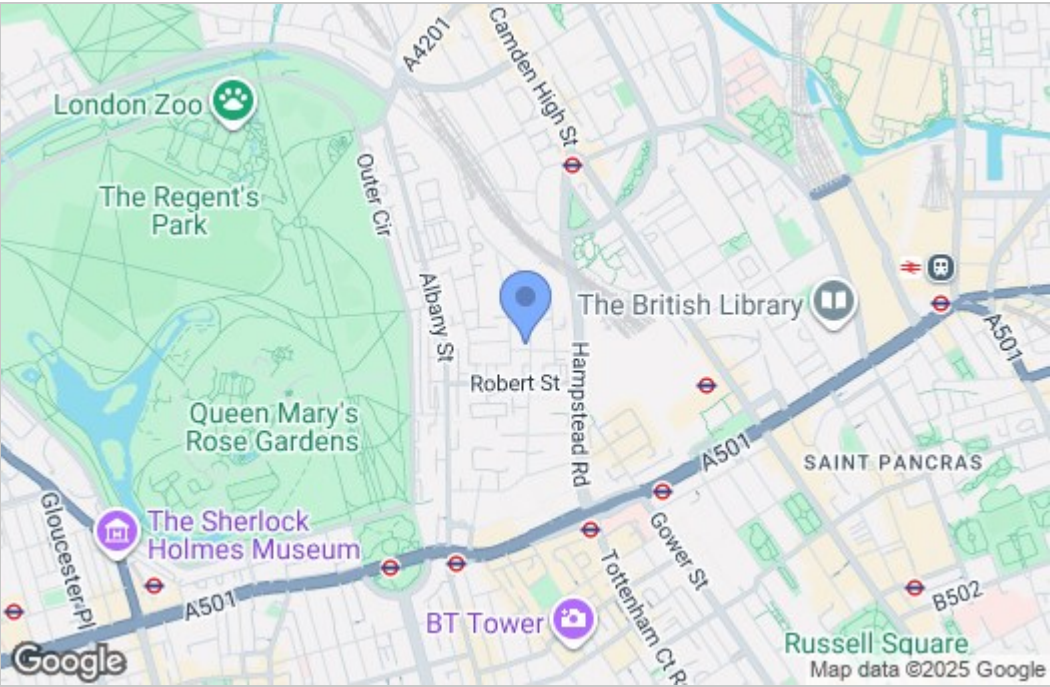 A4201
Camden High St
London Zoo
Outer Cir
The Regent's
Park
Albany St
The British Library
A501
Hampstead Rd
Robert St
Queen Mary's
Rose Gardens
A501
SAINT PANCRAS
Gloucester Pl
The Sherlock
Holmes Museum
Gower St
A501
Tottenham Ct R
B502
BT Tower
Russell Square
Google
Map data ©2025 Google